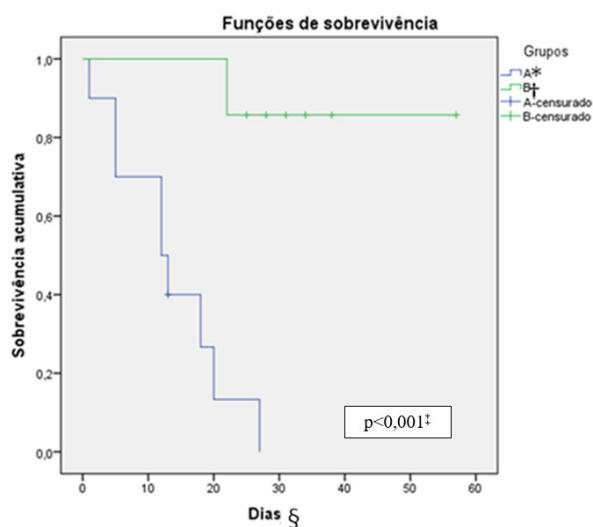 Funções de sobrevivência
Grupos
A*
B†
A-censurado
B-censurado
Sobrevivência acumulativa
1,0
0,8
0,6
0,4
0,2
0,0
p<0,001‡
0 10 20 30 40 50 60
Dias §